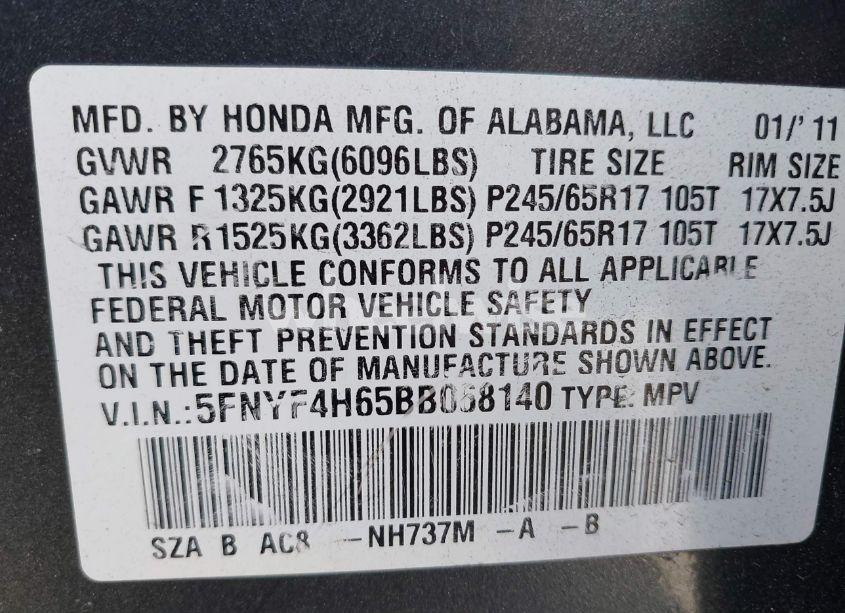 MFD. BY HONDA MFG. OF ALABAMA, LLC 01/'11
GVWR 2765KG(6096LBS) TIRE SIZE RIM SIZE
GAWR F 1325KG(2921LBS) P245/65R17 105T 17X7.5J
GAWR R 1525KG(3362LBS) P245/65R17 105T 17X7.5J
THIS VEHICLE CONFORMS TO ALL APPLICABLE
FEDERAL MOTOR VEHICLE SAFETY
AND THEFT PREVENTION STANDARDS IN EFFECT
ON THE DATE OF MANUFACTURE SHOWN ABOVE.
V.I.N.: 5FNYF4H65BB058140 TYPE: MPV
SZA B AC8 -NH737M -A -B